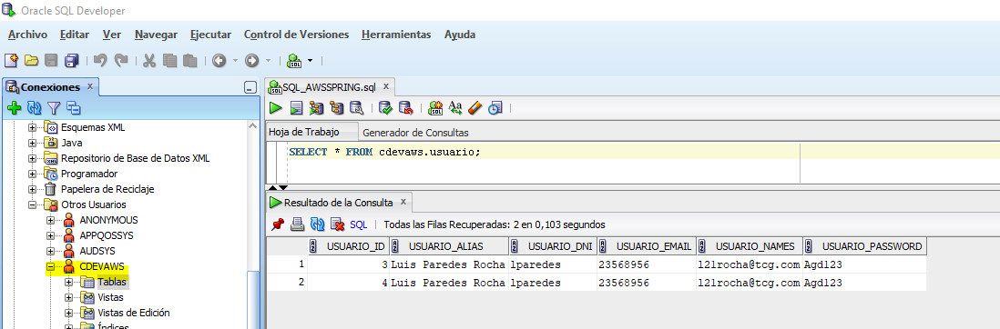 Oracle SQL Developer
Archivo Editar Ver Navegar Ejecutar Control de Versiones Herramientas Ayuda
Conexiones x
Esquemas XML
Java
Repositorio de Base de Datos XML
Programador
Papelera de Reciclaje
Otros Usuarios
ANONYMOUS
APPQOSSYS
AUDSYS
CDEVAWS
Tablas
Vistas
Vistas de Edición
Índices
SQL_AWSSPRING.sql x
Hoja de Trabajo Generador de Consultas
SELECT * FROM cdevaws.usuario;
Resultado de la Consulta x
SQL | Todas las Filas Recuperadas: 2 en 0,103 segundos
USUARIO_ID USUARIO_ALIAS USUARIO_DNI USUARIO_EMAIL USUARIO_NAMES USUARIO_PASSWORD
1 3 Luis Paredes Rocha lparedes 23568956 l21rocha@tcg.com Agd123
2 4 Luis Paredes Rocha lparedes 23568956 l21rocha@tcg.com Agd123